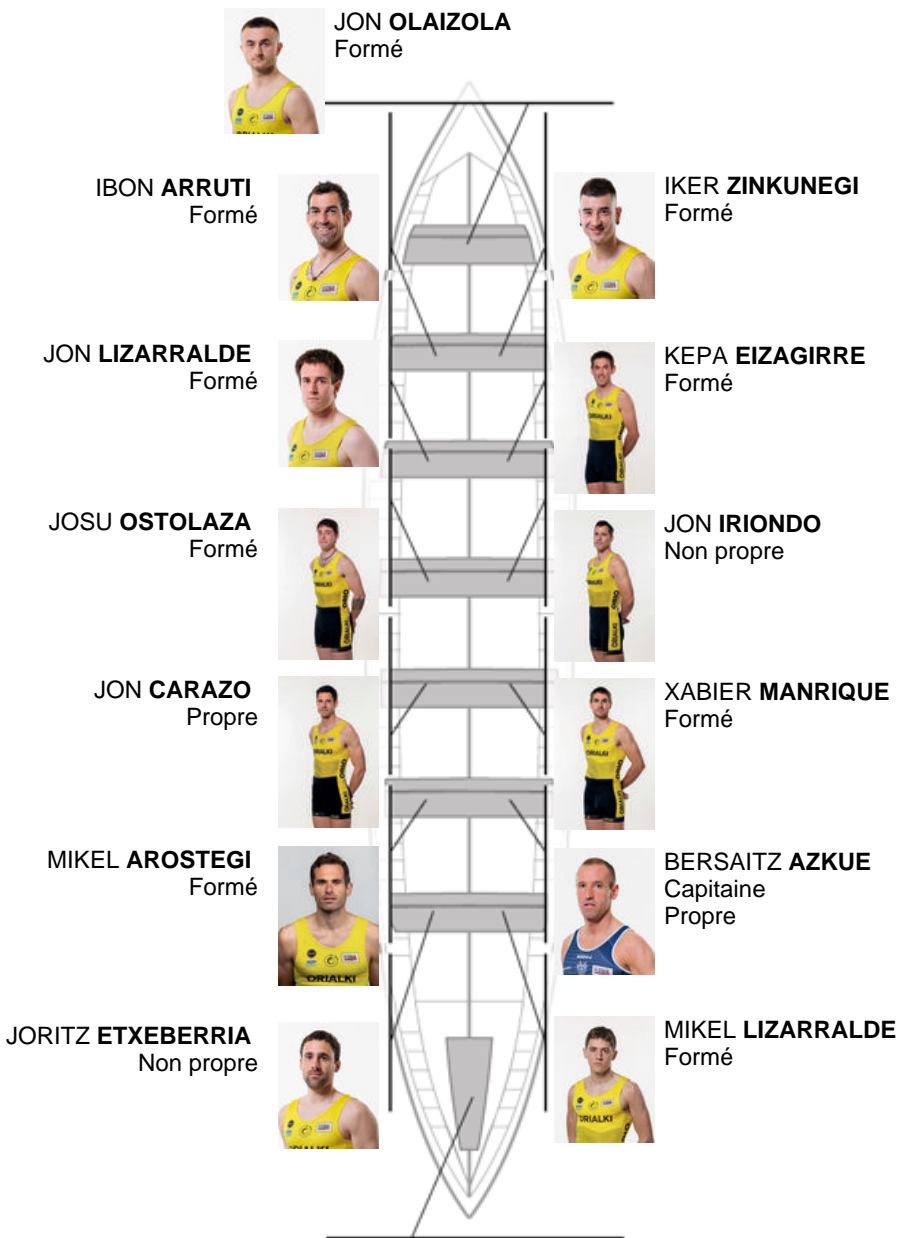 JON OLAIZOLA
Formé
IBON ARRUTI
Formé
IKER ZINKUNEGI
Formé
JON LIZARRALDE
Formé
KEPA EIZAGIRRE
Formé
ORIALKI
JOSU OSTOLAZA
Formé
JON IRIONDO
Non propre
JON CARAZO
Propre
XABIER MANRIQUE
Formé
MIKEL AROSTEGI
Formé
ORIALKI
BERSAITZ AZKUE
Capitaine
Propre
JORITZ ETXEBERRIA
Non propre
MIKEL LIZARRALDE
Formé